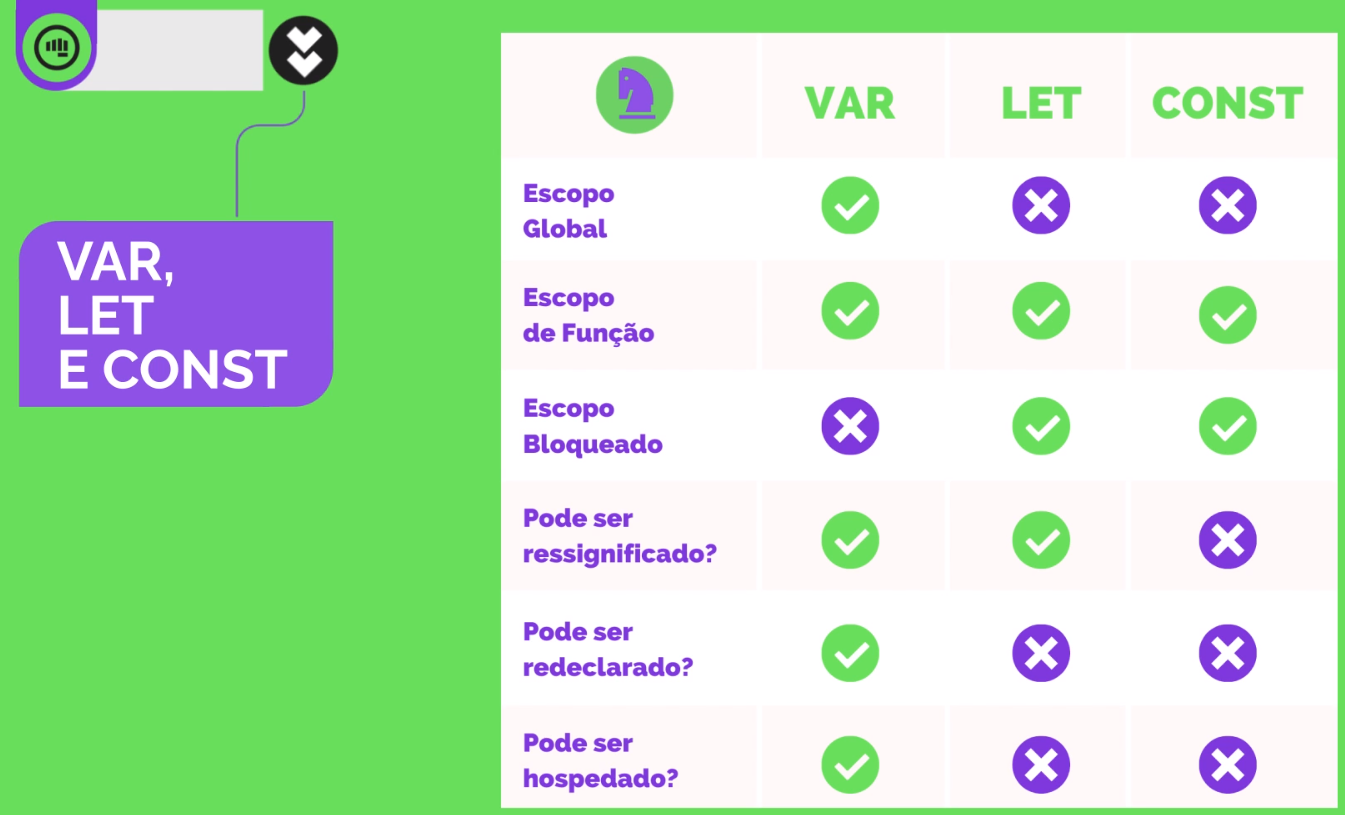 VAR,
LET
E CONST
VAR LET CONST
Escopo
Global
Escopo
de Função
Escopo
Bloqueado
Pode ser
ressignificado?
Pode ser
redeclarado?
Pode ser
hospedado?